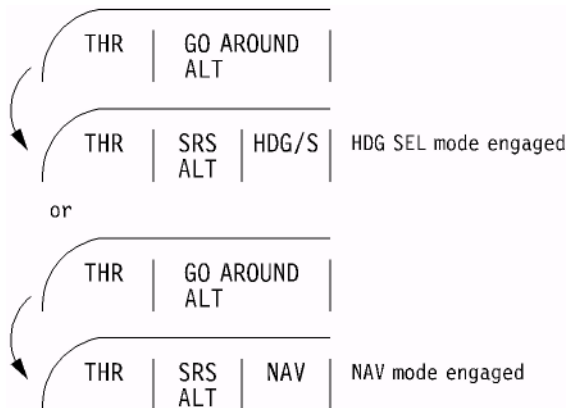 THR GO AROUND
ALT
THR SRS HDG/S HDG SEL mode engaged
ALT
or
THR GO AROUND
ALT
THR SRS NAV NAV mode engaged
ALT